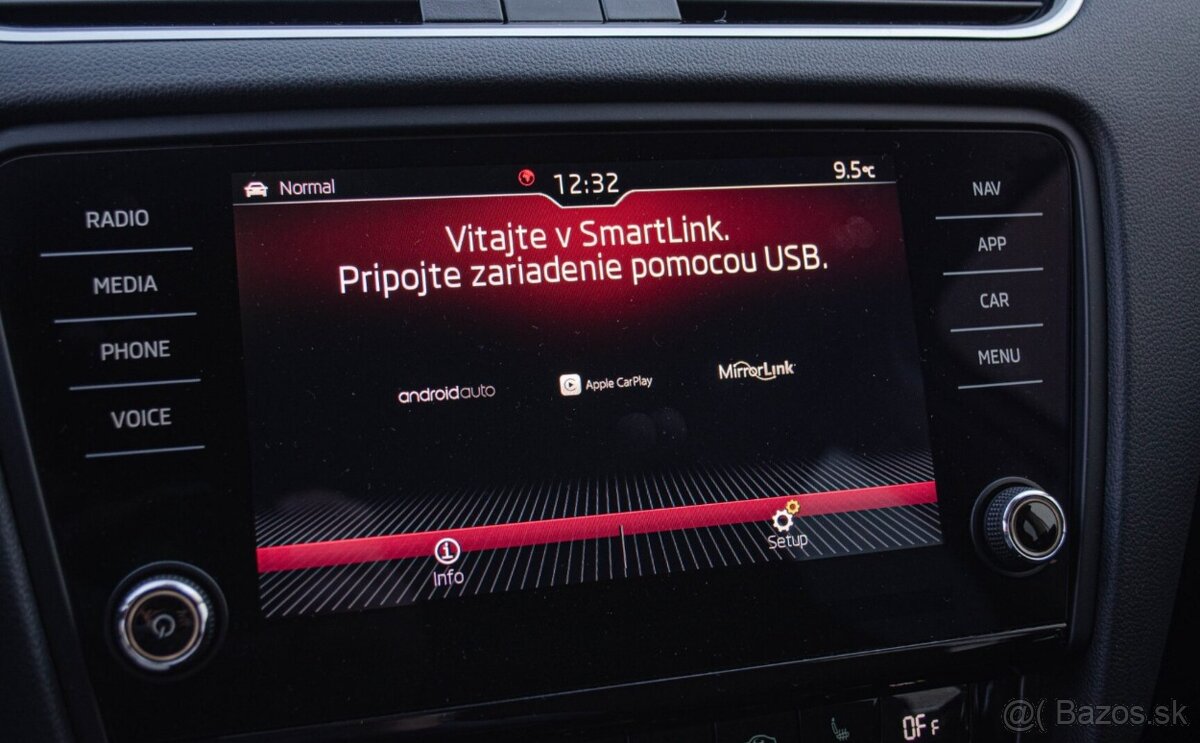 Normal
12:32
9.5°C
RADIO
MEDIA
PHONE
VOICE
Vitajte v SmartLink.
Pripojte zariadenie pomocou USB.
androidauto
Apple CarPlay
MirrorLink
Info
Setup
NAV
APP
CAR
MENU
OFF
@( Bazos.sk